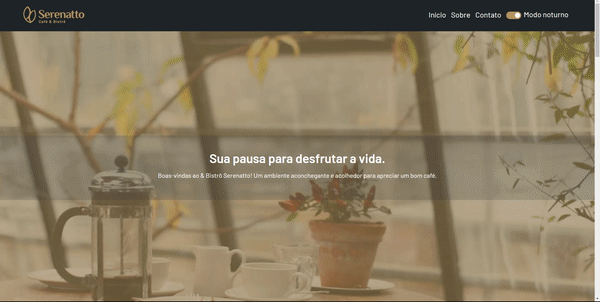 Serenatto
Café & Bistrô
Início Sobre Contato Modo noturno
Sua pausa para desfrutar a vida.
Boas-vindas ao & Bistrô Serenatto! Um ambiente aconchegante e acolhedor para apreciar um bom café.